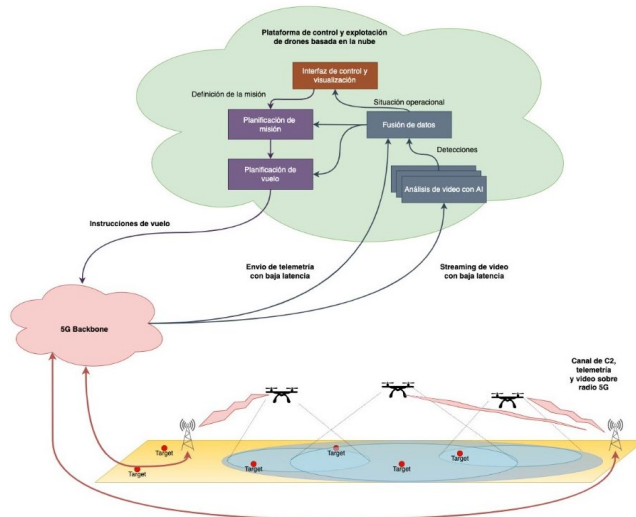 Plataforma de control y explotación
de drones basada en la nube
Interfaz de control y
visualización
Definición de la misión
Situación operacional
Planificación de
misión
Fusión de datos
Detecciones
Planificación de
vuelo
Análisis de video con AI
Instrucciones de vuelo
Envío de telemetría
con baja latencia
Streaming de video
con baja latencia
5G Backbone
Canal de C2,
telemetría
y video sobre
radio 5G
Target
Target
Target
Target
Target
Target